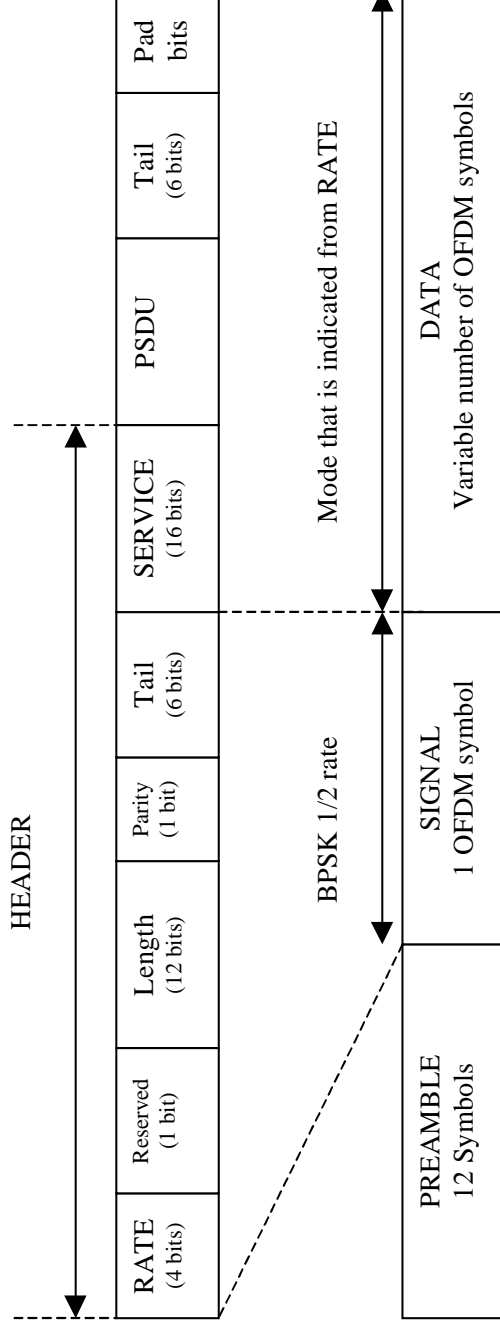 HEADER
RATE
(4 bits)
Reserved
(1 bit)
Length
(12 bits)
Parity
(1 bit)
Tail
(6 bits)
SERVICE
(16 bits)
PSDU
Tail
(6 bits)
Pad
bits
BPSK 1/2 rate
Mode that is indicated from RATE
PREAMBLE
12 Symbols
SIGNAL
1 OFDM symbol
DATA
Variable number of OFDM symbols